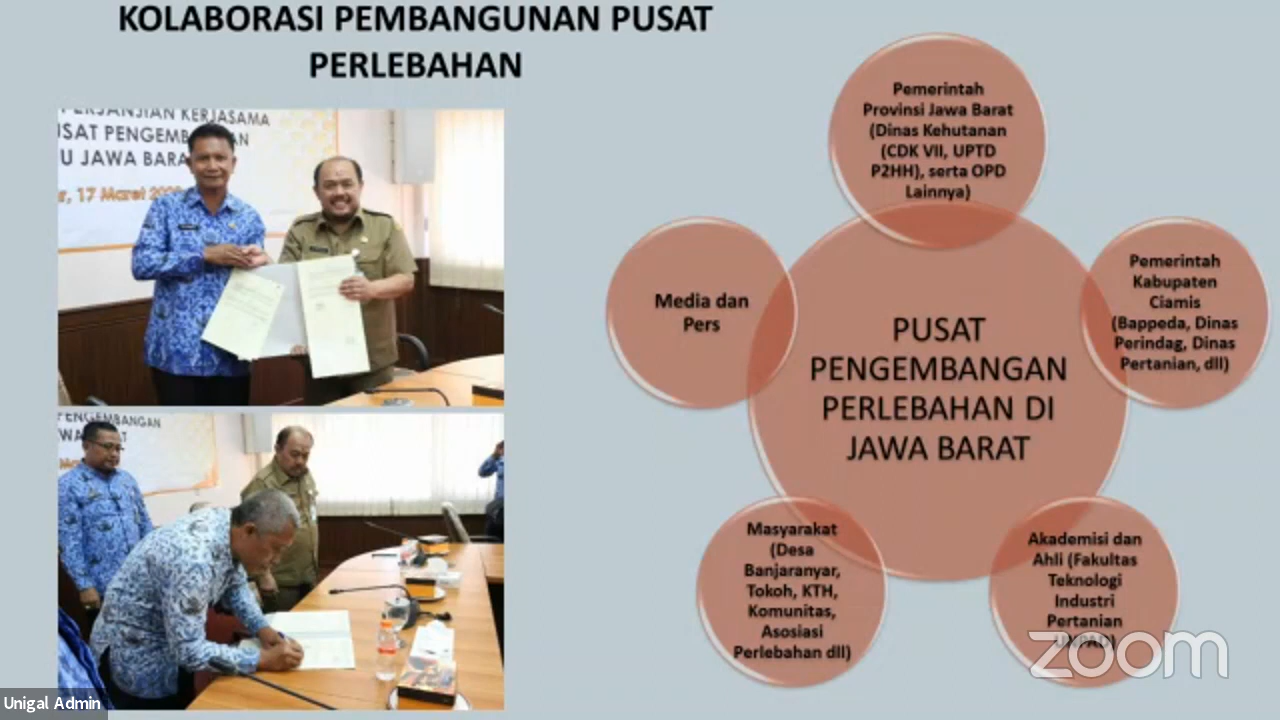 KOLABORASI PEMBANGUNAN PUSAT
PERLEBAHAN
PERJANJIAN KERJASAMA
USAT PENGEMBANGAN
U JAWA BARA
r, 17 Maret
PENGEMBANGAN
Pemerintah
Provinsi Jawa Barat
(Dinas Kehutanan
(CDK VII, UPTD
P2HH), serta OPD
Lainnya)
Media dan
Pers
Pemerintah
Kabupaten
Ciamis
(Bappeda, Dinas
Perindag, Dinas
Pertanian, dll)
PUSAT
PENGEMBANGAN
PERLEBAHAN DI
JAWA BARAT
Masyarakat
(Desa
Banjaranyar,
Tokoh, KTH,
Komunitas,
Asosiasi
Perlebahan dll)
Akademisi dan
Ahli (Fakultas
Teknologi
Industri
Pertanian
UNPAD)
zoom
Unigal Admin